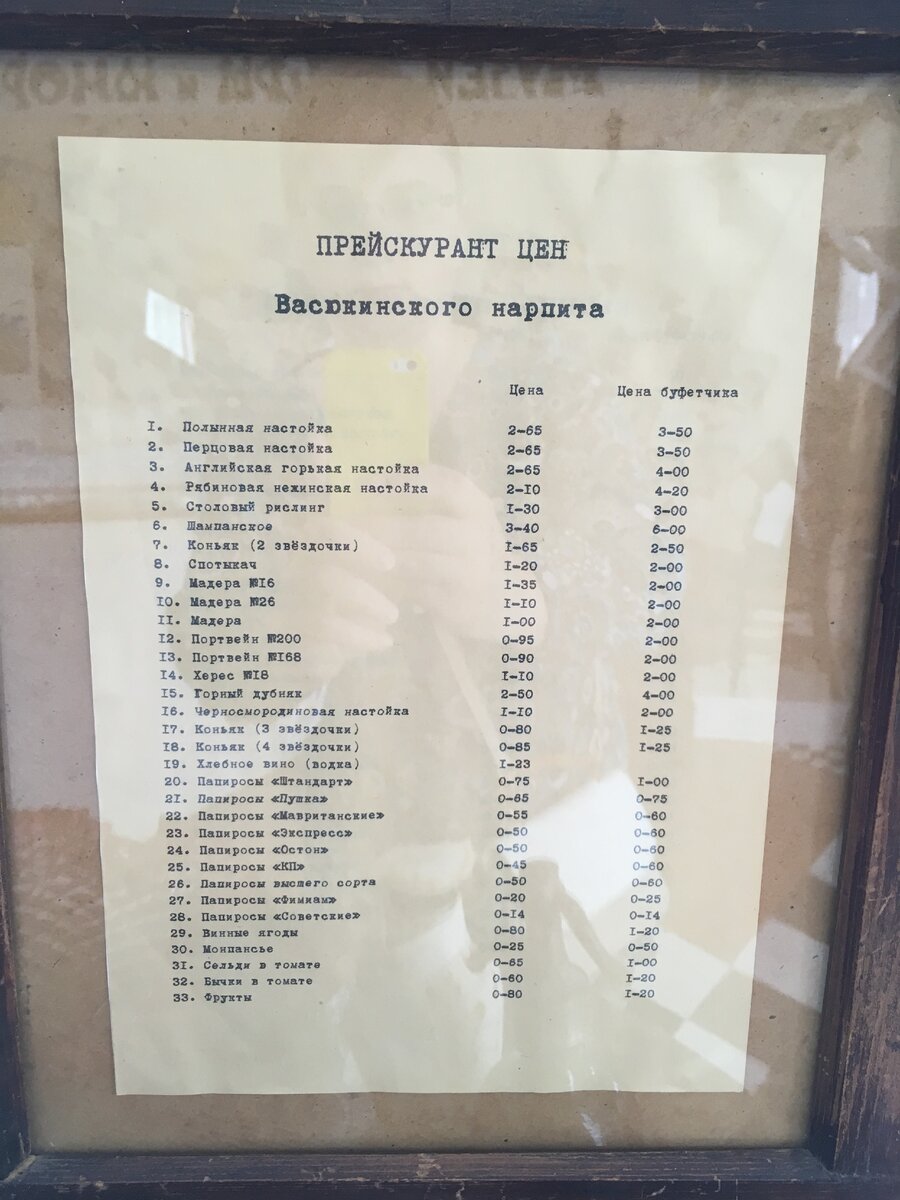 ПРЕЙСКУРАНТ ЦЕН
Васюкинского нарпита
Цена Цена буфетчика
I. Полынная настойка 2-65 3-50
2. Перцовая настойка 2-65 3-50
3. Английская горькая настойка 2-65 4-00
4. Рябиновая нежинская настойка 2-I0 4-20
5. Столовый рислинг I-30 3-00
6. Шампанское 3-40 6-00
7. Коньяк (2 звёздочки) I-65 2-50
8. Спотыкач I-20 2-00
9. Мадера №I6 I-35 2-00
I0. Мадера №26 I-I0 2-00
II. Мадера I-00 2-00
I2. Портвейн №200 0-95 2-00
I3. Портвейн №I68 0-90 2-00
I4. Херес №I8 I-I0 2-00
I5. Горный дубняк 2-50 4-00
I6. Черносмородиновая настойка I-I0 2-00
I7. Коньяк (3 звёздочки) 0-80 I-25
I8. Коньяк (4 звёздочки) 0-85 I-25
I9. Хлебное вино (водка) I-23
20. Папиросы «Штандарт» 0-75 I-00
2I. Папиросы «Пушка» 0-65 0-75
22. Папиросы «Мавританские» 0-55 0-60
23. Папиросы «Экспресс» 0-50 0-60
24. Папиросы «Остон» 0-50 0-60
25. Папиросы «КП» 0-45 0-60
26. Папиросы высшего сорта 0-50 0-60
27. Папиросы «Фимиам» 0-20 0-25
28. Папиросы «Советские» 0-I4 0-I4
29. Винные ягоды 0-80 I-20
30. Монпансье 0-25 0-50
3I. Сельди в томате 0-65 I-00
32. Бычки в томате 0-60 I-20
33. Фрукты 0-80 I-20